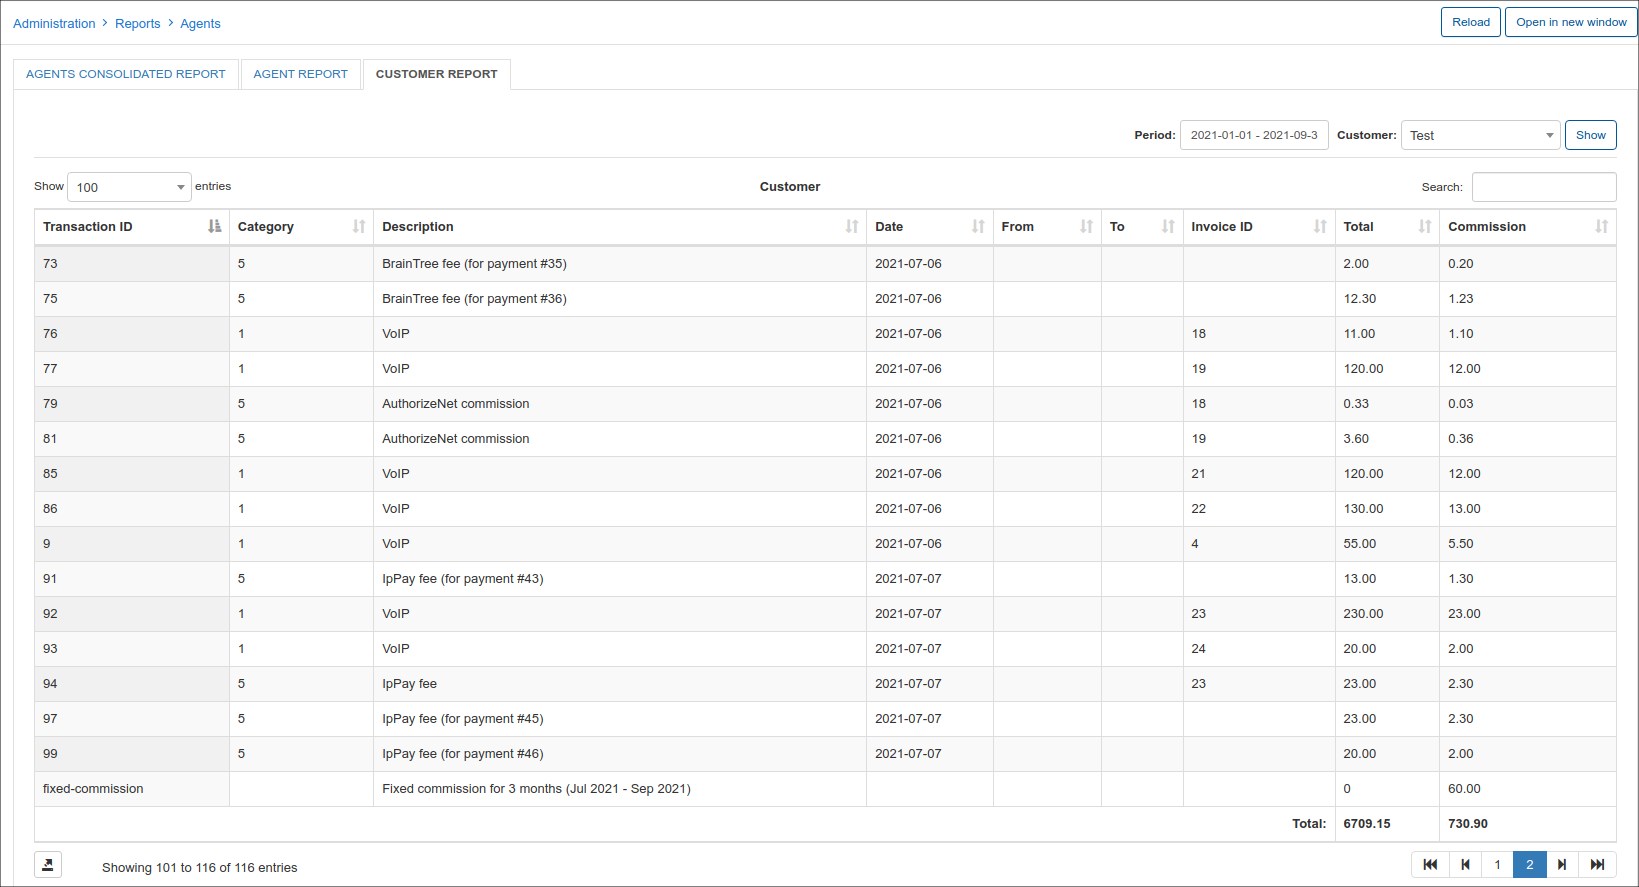 Administration > Reports > Agents Reload Open in new window
AGENTS CONSOLIDATED REPORT AGENT REPORT CUSTOMER REPORT
Period: 2021-01-01 - 2021-09-3 Customer: Test Show
Show 100 entries Customer Search:
Transaction ID Category Description Date From To Invoice ID Total Commission
73 5 BrainTree fee (for payment #35) 2021-07-06 2.00 0.20
75 5 BrainTree fee (for payment #36) 2021-07-06 12.30 1.23
76 1 VoIP 2021-07-06 18 11.00 1.10
77 1 VoIP 2021-07-06 19 120.00 12.00
79 5 AuthorizeNet commission 2021-07-06 18 0.33 0.03
81 5 AuthorizeNet commission 2021-07-06 19 3.60 0.36
85 1 VoIP 2021-07-06 21 120.00 12.00
86 1 VoIP 2021-07-06 22 130.00 13.00
9 1 VoIP 2021-07-06 4 55.00 5.50
91 5 IpPay fee (for payment #43) 2021-07-07 13.00 1.30
92 1 VoIP 2021-07-07 23 230.00 23.00
93 1 VoIP 2021-07-07 24 20.00 2.00
94 5 IpPay fee 2021-07-07 23 23.00 2.30
97 5 IpPay fee (for payment #45) 2021-07-07 23.00 2.30
99 5 IpPay fee (for payment #46) 2021-07-07 20.00 2.00
fixed-commission Fixed commission for 3 months (Jul 2021 - Sep 2021) 0 60.00
Total: 6709.15 730.90
Showing 101 to 116 of 116 entries 1 2